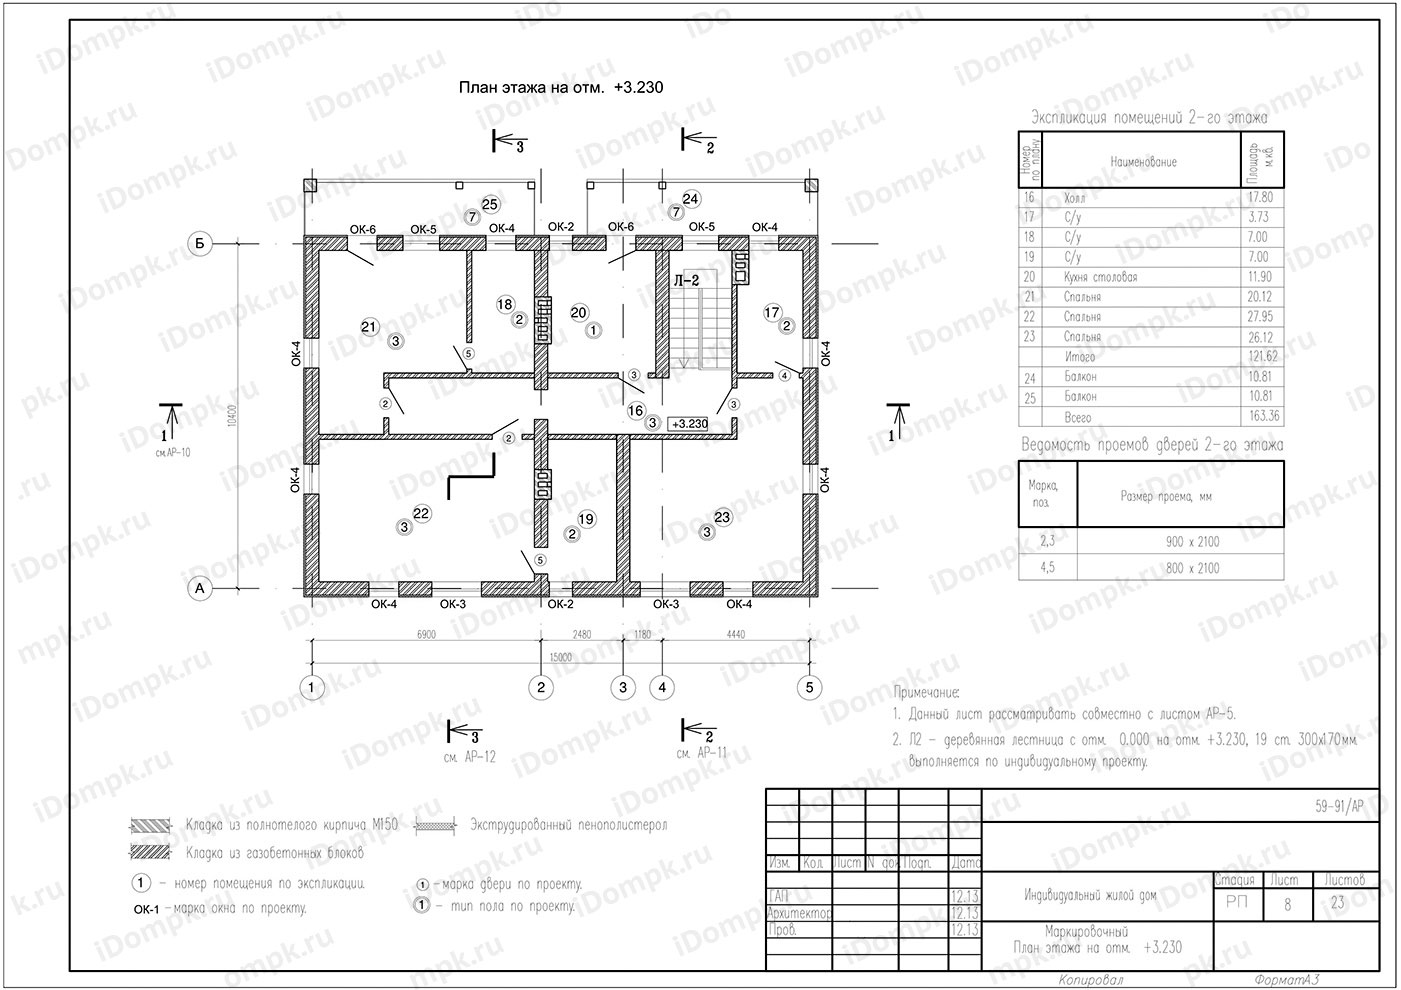 План этажа на отм. +3.230
3
2
25
7
24
7
ОК-6
ОК-5
ОК-4
ОК-2
ОК-6
ОК-5
ОК-4
Б
Л-2
18
2
20
1
17
2
21
3
ОК-4
ОК-4
5
3
4
2
16
3
+3.230
3
10400
1
см.АР-10
1
2
ОК-4
ОК-4
22
3
19
2
23
3
5
А
ОК-4
ОК-3
ОК-2
ОК-3
ОК-4
6900
2480
1180
4440
15000
1
2
3
4
5
3
см. АР-12
2
см. АР-11
Экспликация помещений 2-го этажа
Номер по плану
Наименование
Площадь м.кв.
16 Холл 17.80
17 С/у 3.73
18 С/у 7.00
19 С/у 7.00
20 Кухня столовая 11.90
21 Спальня 20.12
22 Спальня 27.95
23 Спальня 26.12
Итого 121.62
24 Балкон 10.81
25 Балкон 10.81
Всего 163.36
Ведомость проемов дверей 2-го этажа
Марка, поз.
Размер проема, мм
2,3 900 х 2100
4,5 800 х 2100
Примечание:
1. Данный лист рассматривать совместно с листом АР-5.
2. Л2 - деревянная лестница с отм. 0.000 на отм. +3.230, 19 ст. 300х170мм
выполняется по индивидуальному проекту.
Кладка из полнотелого кирпича М150
Экструдированный пенополистерол
Кладка из газобетонных блоков
1 - номер помещения по экспликации.
1 -марка двери по проекту.
ОК-1 -марка окна по проекту.
1 - тип пола по проекту.
59-91/АР
Изм. Кол. Лист N док Подп. Дата
ГАП 12.13
Архитектор 12.13
Пров. 12.13
Индивидуальный жилой дом
Стадия Лист Листов
РП 8 23
Маркировочный
План этажа на отм. +3.230
Копировал
ФорматА3
iDompk.ru